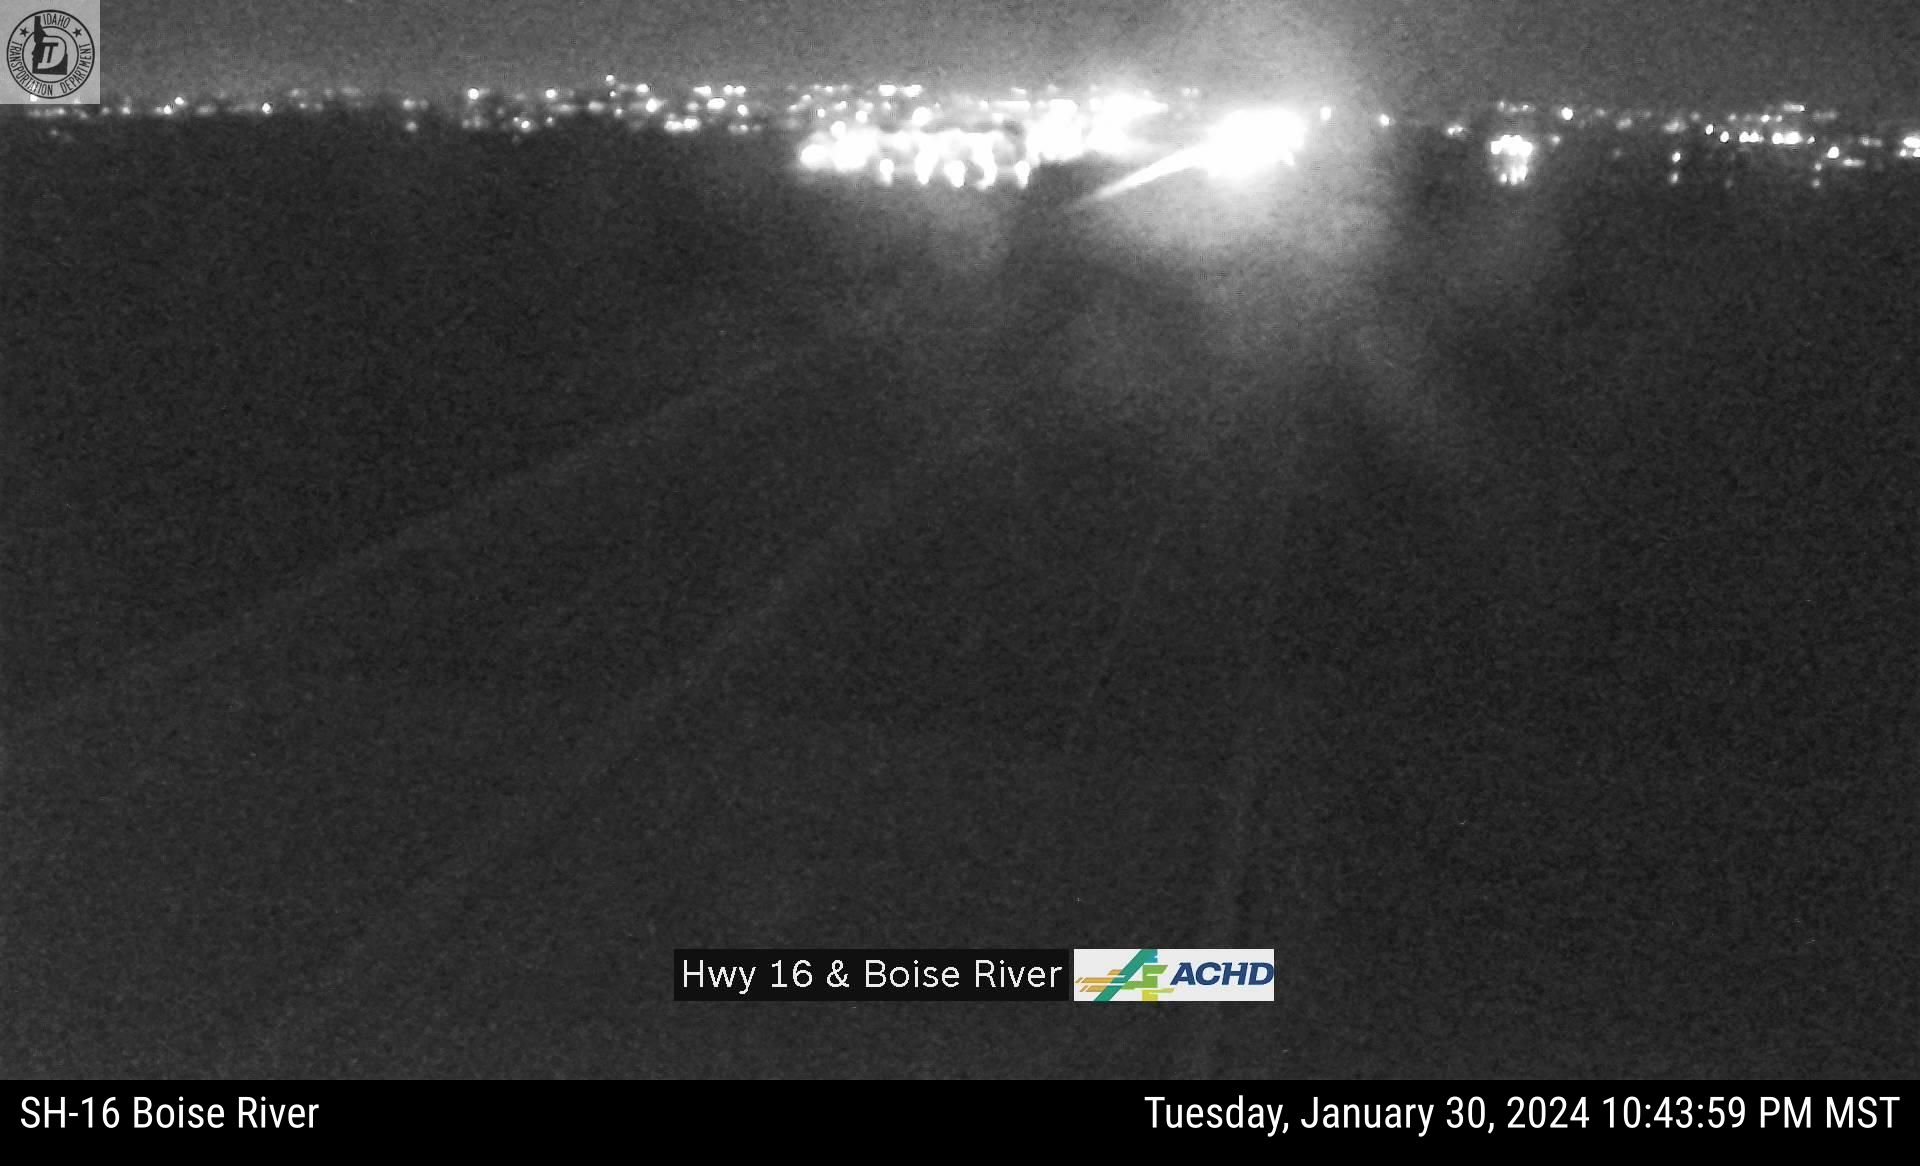 IDAHO
TRANSPORTATION DEPARTMENT
Hwy 16 & Boise River
ACHD
SH-16 Boise River
Tuesday, January 30, 2024 10:43:59 PM MST